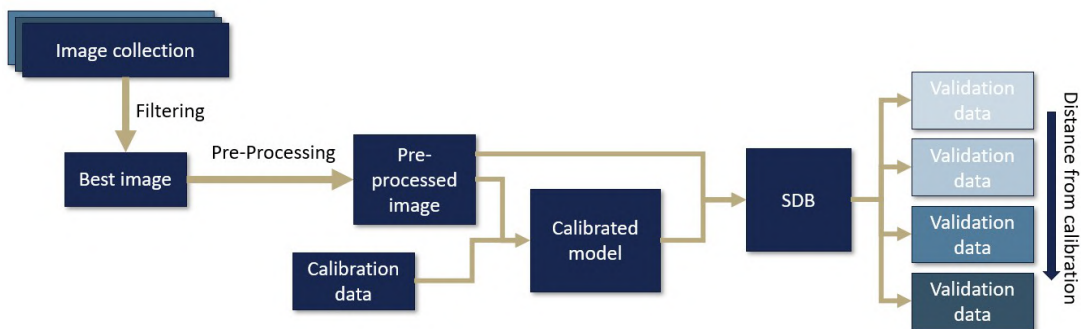 Image collection
Filtering
Best image
Pre-Processing
Pre-
processed
image
Calibration
data
Calibrated
model
SDB
Validation
data
Validation
data
Validation
data
Validation
data
Distance from calibration